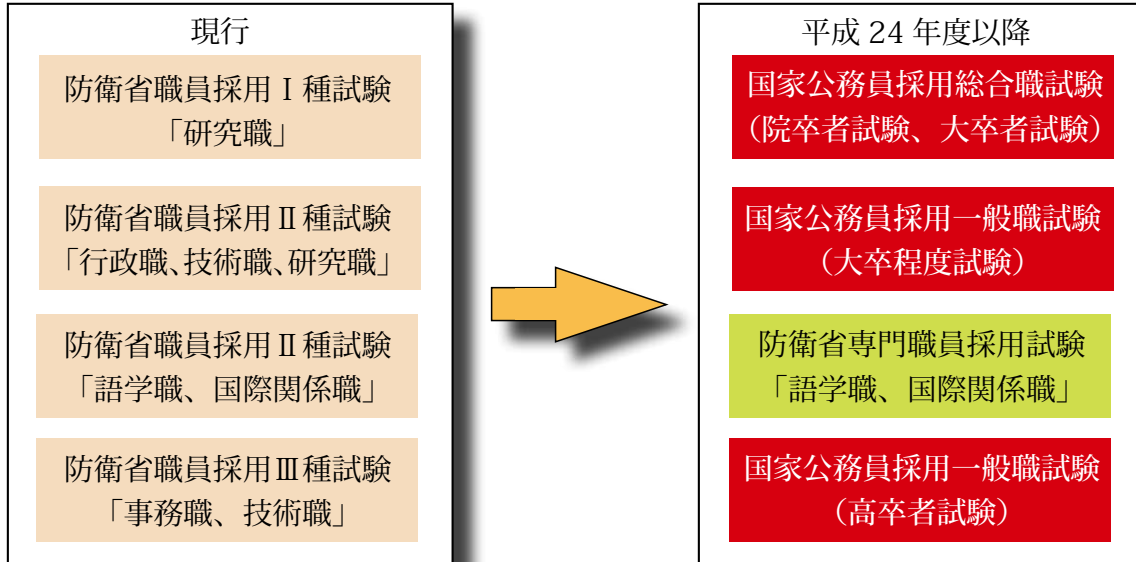 現行
防衛省職員採用Ⅰ種試験
「研究職」
防衛省職員採用Ⅱ種試験
「行政職、技術職、研究職」
防衛省職員採用Ⅱ種試験
「語学職、国際関係職」
防衛省職員採用Ⅲ種試験
「事務職、技術職」
平成 24 年度以降
国家公務員採用総合職試験
（院卒者試験、大卒者試験）
国家公務員採用一般職試験
（大卒程度試験）
防衛省専門職員採用試験
「語学職、国際関係職」
国家公務員採用一般職試験
（高卒者試験）